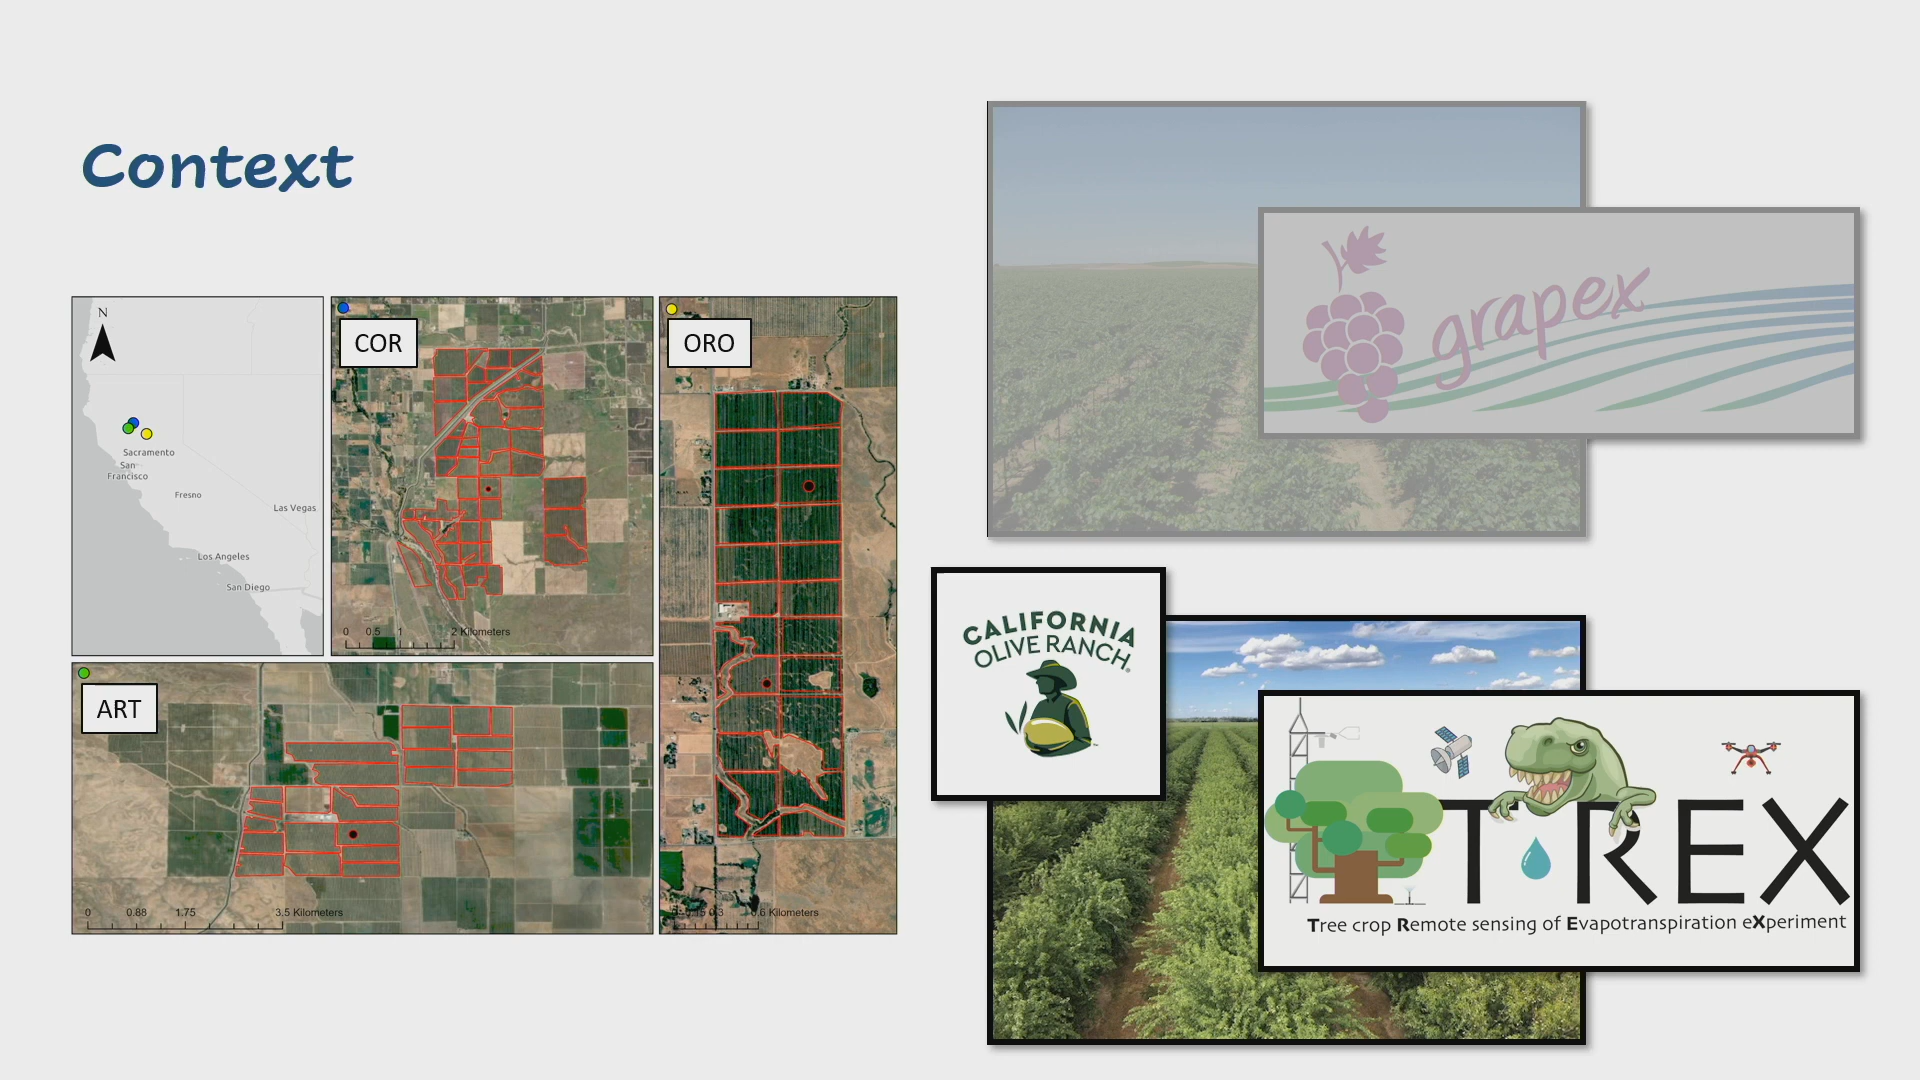 Context
N
Sacramento
San
Francisco
Fresno
Las Vegas
Los Angeles
San Diego
COR
0 0.5 1 2 Kilometers
ORO
0.6 Kilometers
ART
0 0.88 1.75 3.5 Kilometers
grapex
CALIFORNIA
OLIVE RANCH
T REX
Tree crop Remote sensing of Evapotranspiration eXperiment